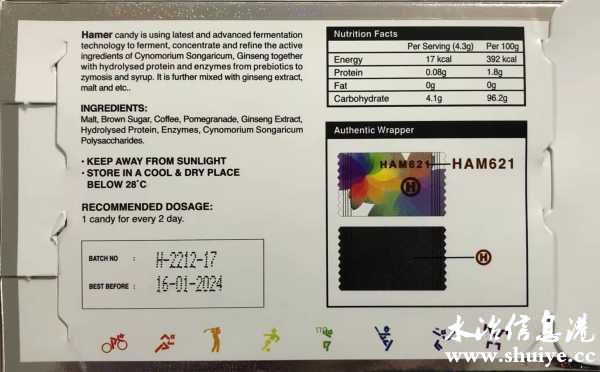 Hamer candy is using latest and advanced fermentation
technology to ferment, concentrate and refine the active
ingredients of Cynomorium Songaricum, Ginseng together
with hydrolysed protein and enzymes from prebiotics to
zymosis and syrup. It is further mixed with ginseng extract,
malt and etc..
INGREDIENTS:
Malt, Brown Sugar, Coffee, Pomegranade, Ginseng Extract,
Hydrolysed Protein, Enzymes, Cynomorium Songaricum
Polysaccharides.
· KEEP AWAY FROM SUNLIGHT
· STORE IN A COOL & DRY PLACE
BELOW 28°C
RECOMMENDED DOSAGE:
1 candy for every 2 day.
BATCH NO : H-2212-17
BEST BEFORE : 16-01-2024
Nutrition Facts
Per Serving (4.3g) Per 100g
Energy 17 kcal 392 kcal
Protein 0.08g 1.8g
Fat 0g 0g
Carbohydrate 4.1g 96.2g
Authentic Wrapper
HAM621 HAM621
H
H
水冶信息港
www.shuiye.cc